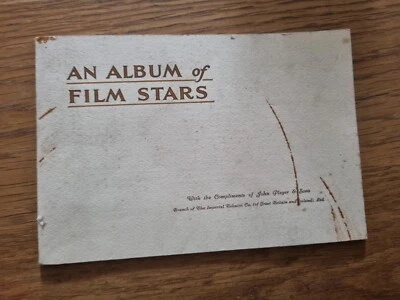 AN ALBUM of
FILM STARS
With the Compliments of John Player & Sons
Branch of The Imperial Tobacco Co. (of Great Britain and Ireland), Ltd.